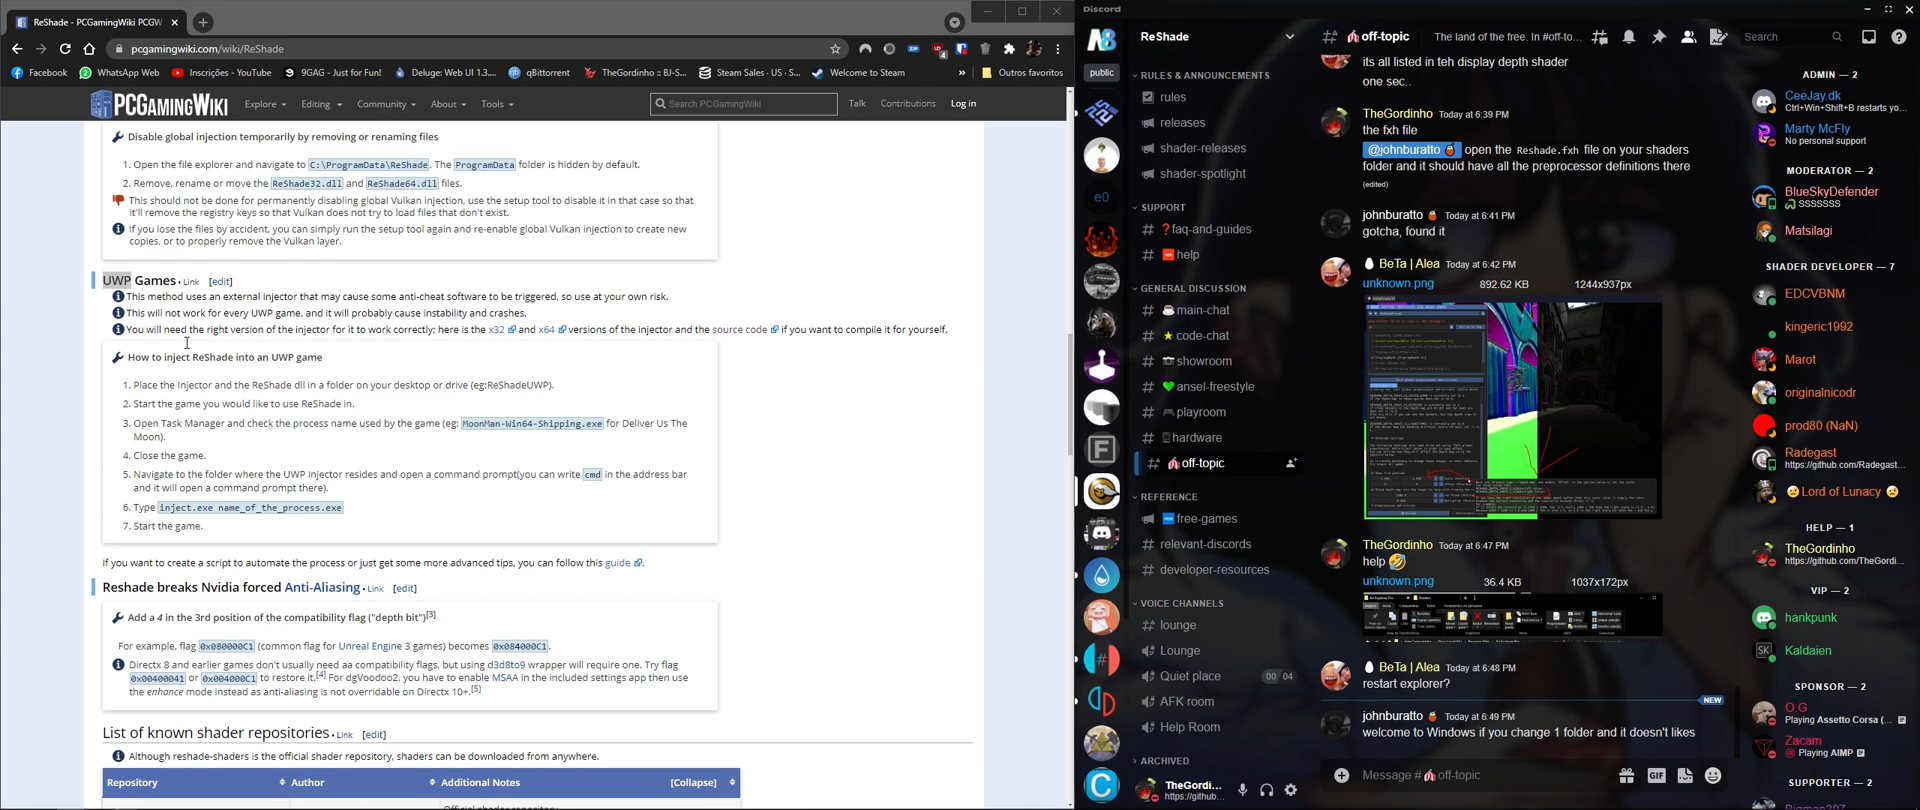 ReShade - PCGamingWiki PCGW
pcgamingwiki.com/wiki/ReShade
Facebook
WhatsApp Web
Inscrições - YouTube
9GAG - Just for Fun!
Deluge: Web UI 1.3....
qBittorrent
TheGordinho :: BJ-S...
Steam Sales · US · S...
Welcome to Steam
»
Outros favoritos
PCGamingWiki
Explore
Editing
Community
About
Tools
Search PCGamingWiki
Talk
Contributions
Log in
Disable global injection temporarily by removing or renaming files
1. Open the file explorer and navigate to C:\ProgramData\ReShade. The ProgramData folder is hidden by default.
2. Remove, rename or move the ReShade32.dll and ReShade64.dll files.
This should not be done for permanently disabling global Vulkan injection, use the setup tool to disable it in that case so that
it'll remove the registry keys so that Vulkan does not try to load files that don't exist.
If you lose the files by accident, you can simply run the setup tool again and re-enable global Vulkan injection to create new
copies, or to properly remove the Vulkan layer.
UWP Games · Link [edit]
This method uses an external injector that may cause some anti-cheat software to be triggered, so use at your own risk.
This will not work for every UWP game, and it will probably cause instability and crashes.
You will need the right version of the injector for it to work correctly; here is the x32 and x64 versions of the injector and the source code if you want to compile it for yourself.
How to inject ReShade into an UWP game
1. Place the Injector and the ReShade dll in a folder on your desktop or drive (eg:ReShadeUWP).
2. Start the game you would like to use ReShade in.
3. Open Task Manager and check the process name used by the game (eg: MoonMan-Win64-Shipping.exe for Deliver Us The
Moon).
4. Close the game.
5. Navigate to the folder where the UWP Injector resides and open a command prompt(you can write cmd in the address bar
and it will open a command prompt there).
6. Type inject.exe name_of_the_process.exe
7. Start the game.
If you want to create a script to automate the process or just get some more advanced tips, you can follow this guide.
Reshade breaks Nvidia forced Anti-Aliasing · Link [edit]
Add a 4 in the 3rd position of the compatibility flag ("depth bit")[3]
For example, flag 0x080000C1 (common flag for Unreal Engine 3 games) becomes 0x084000C1.
Directx 8 and earlier games don't usually need aa compatibility flags, but using d3d8to9 wrapper will require one. Try flag
0x00400041 or 0x004000C1 to restore it.[4] For dgVoodoo2, you have to enable MSAA in the included settings app then use
the enhance mode instead as anti-aliasing is not overridable on Directx 10+.[5]
List of known shader repositories · Link [edit]
Although reshade-shaders is the official shader repository, shaders can be downloaded from anywhere.
Repository
Author
Additional Notes
[Collapse]
Discord
public
ReShade
RULES & ANNOUNCEMENTS
rules
releases
shader-releases
shader-spotlight
SUPPORT
faq-and-guides
help
GENERAL DISCUSSION
main-chat
code-chat
showroom
ansel-freestyle
playroom
hardware
off-topic
REFERENCE
free-games
relevant-discords
developer-resources
VOICE CHANNELS
lounge
Lounge
Quiet place 00 04
AFK room
Help Room
ARCHIVED
TheGordi...
https://github...
off-topic
The land of the free. In #off-to...
Search
its all listed in teh display depth shader
one sec..
TheGordinho Today at 6:39 PM
the fxh file
@johnburatto open the Reshade.fxh file on your shaders
folder and it should have all the preprocessor definitions there
(edited)
johnburatto Today at 6:41 PM
gotcha, found it
BeTa | Alea Today at 6:42 PM
unknown.png 892.62 KB 1244x937px
TheGordinho Today at 6:47 PM
help
unknown.png 36.4 KB 1037x172px
BeTa | Alea Today at 6:48 PM
restart explorer?
NEW
johnburatto Today at 6:49 PM
welcome to Windows if you change 1 folder and it doesn't likes
Message #off-topic
GIF
ADMIN — 2
CeeJay.dk
Ctrl+Win+Shift+B restarts yo...
Marty McFly
No personal support
MODERATOR — 2
BlueSkyDefender
SSSSSSS
Matsilagi
SHADER DEVELOPER — 7
EDCVBNM
kingeric1992
Marot
originalnicodr
prod80 (NaN)
Radegast
https://github.com/Radegast...
Lord of Lunacy
HELP — 1
TheGordinho
https://github.com/TheGordi...
VIP — 2
hankpunk
Kaldaien
SPONSOR — 2
O.G
Playing Assetto Corsa (...
Zacam
Playing AIMP
SUPPORTER — 2